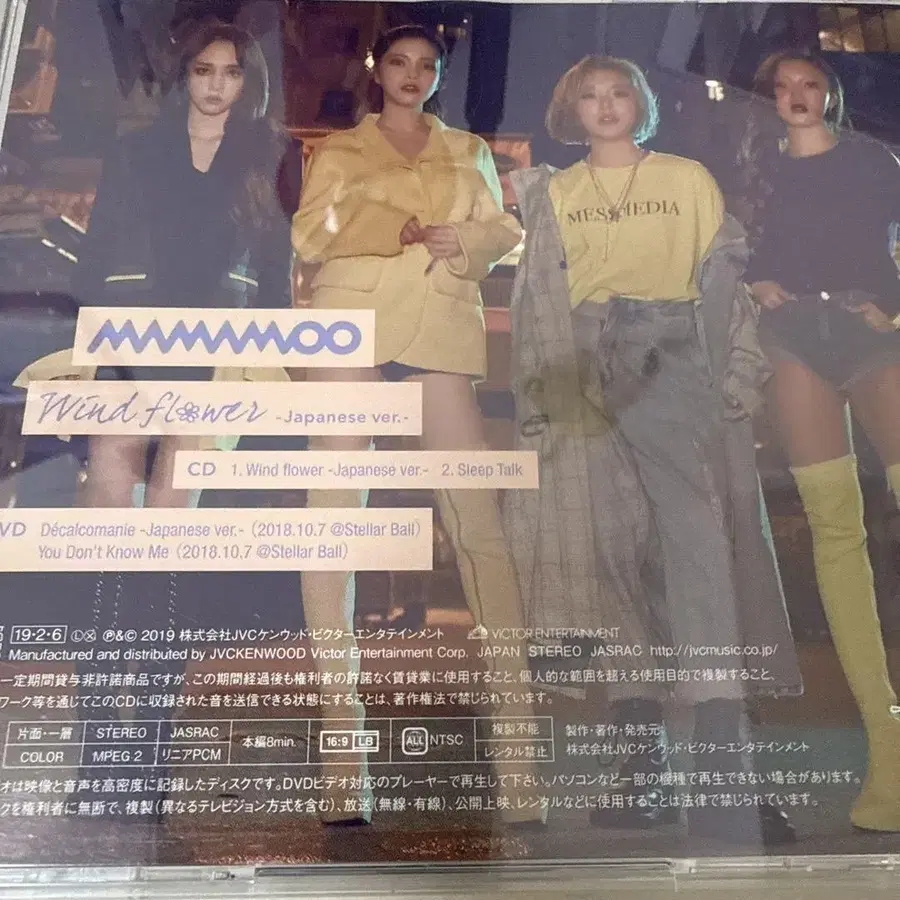 MESSMEDIA
MAMAMOO
Wind flower -Japanese ver.-
CD 1. Wind flower -Japanese ver.- 2. Sleep Talk
VD Décalcomanie -Japanese ver.- (2018.10.7 @Stellar Ball)
You Don't Know Me (2018.10.7 @Stellar Ball)
19・2・6 Ⓛ Ⓧ ℗&© 2019 株式会社JVCケンウッド・ビクターエンタテインメント VICTOR ENTERTAINMENT
Manufactured and distributed by JVCKENWOOD Victor Entertainment Corp. JAPAN STEREO JASRAC http://jvcmusic.co.jp/
一定期間貸与非許諾商品ですが、この期間経過後も権利者の許諾なく賃貸業に使用すること、個人的な範囲を超える使用目的で複製すること、
ワーク等を通じてこのCDに収録された音を送信できる状態にすることは、著作権法で禁じられています。
片面・一層 STEREO JASRAC 本編8min. 16:9 LB ALL NTSC 複製不能 製作・著作・発売元:
COLOR MPEG 2 リニアPCM レンタル禁止 株式会社JVCケンウッド・ビクターエンタテインメント
オは映像と音声を高密度に記録したディスクです。DVDビデオ対応のプレーヤーで再生して下さい。パソコンなど一部の機種で再生できない場合があります。
クを権利者に無断で、複製(異なるテレビジョン方式を含む)、放送(無線・有線)、公開上映、レンタルなどに使用することは法律で禁じられています。